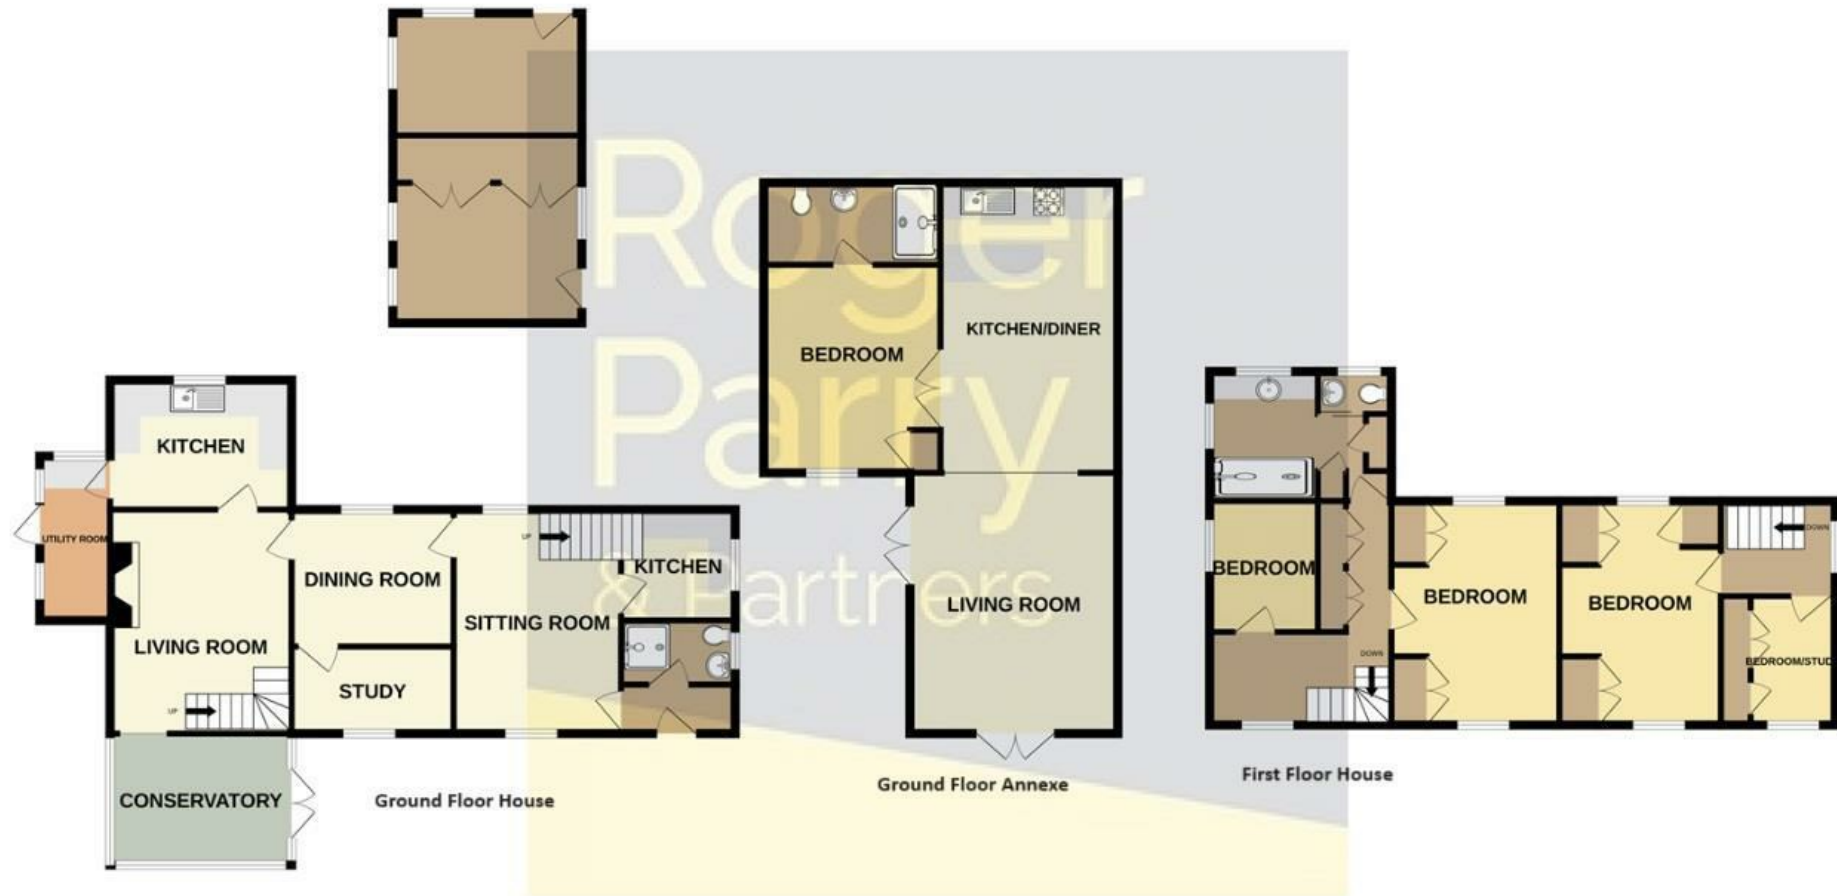 Roger
Parry
& Partners
KITCHEN
UTILITY ROOM
LIVING ROOM
UP
DINING ROOM
STUDY
SITTING ROOM
UP
KITCHEN
CONSERVATORY
Ground Floor House
BEDROOM
KITCHEN/DINER
LIVING ROOM
Ground Floor Annexe
BEDROOM
DOWN
BEDROOM
BEDROOM
DOWN
BEDROOM/STUD
First Floor House